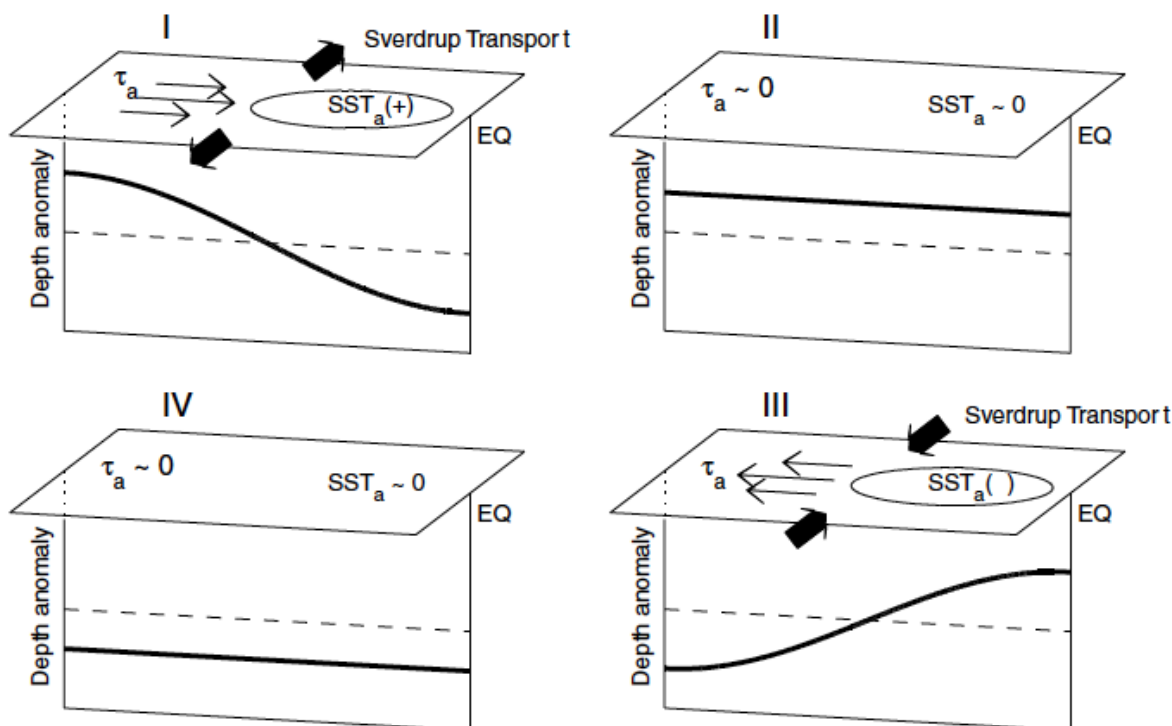 I
Sverdrup Transport
τa
SSTa(+)
EQ
Depth anomaly
II
τa ~ 0
SSTa ~ 0
EQ
Depth anomaly
IV
τa ~ 0
SSTa ~ 0
EQ
Depth anomaly
III
Sverdrup Transport
τa
SSTa( )
EQ
Depth anomaly